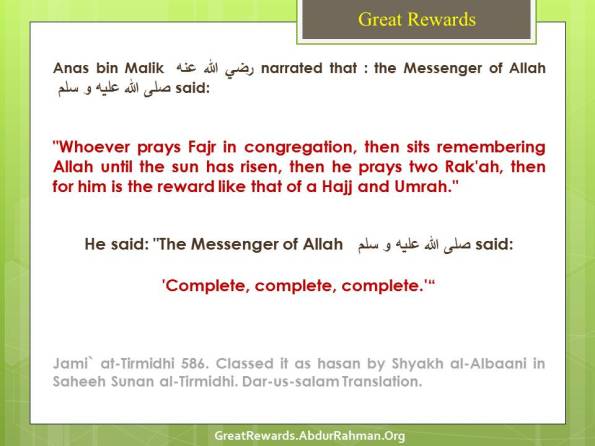 Great Rewards
Anas bin Malik رضي الله عنه narrated that : the Messenger of Allah
صلى الله عليه و سلم said:
"Whoever prays Fajr in congregation, then sits remembering
Allah until the sun has risen, then he prays two Rak'ah, then
for him is the reward like that of a Hajj and Umrah."
He said: "The Messenger of Allah صلى الله عليه و سلم said:
'Complete, complete, complete.'“
Jami` at-Tirmidhi 586. Classed it as hasan by Shyakh al-Albaani in
Saheeh Sunan al-Tirmidhi. Dar-us-salam Translation.
GreatRewards.AbdurRahman.Org